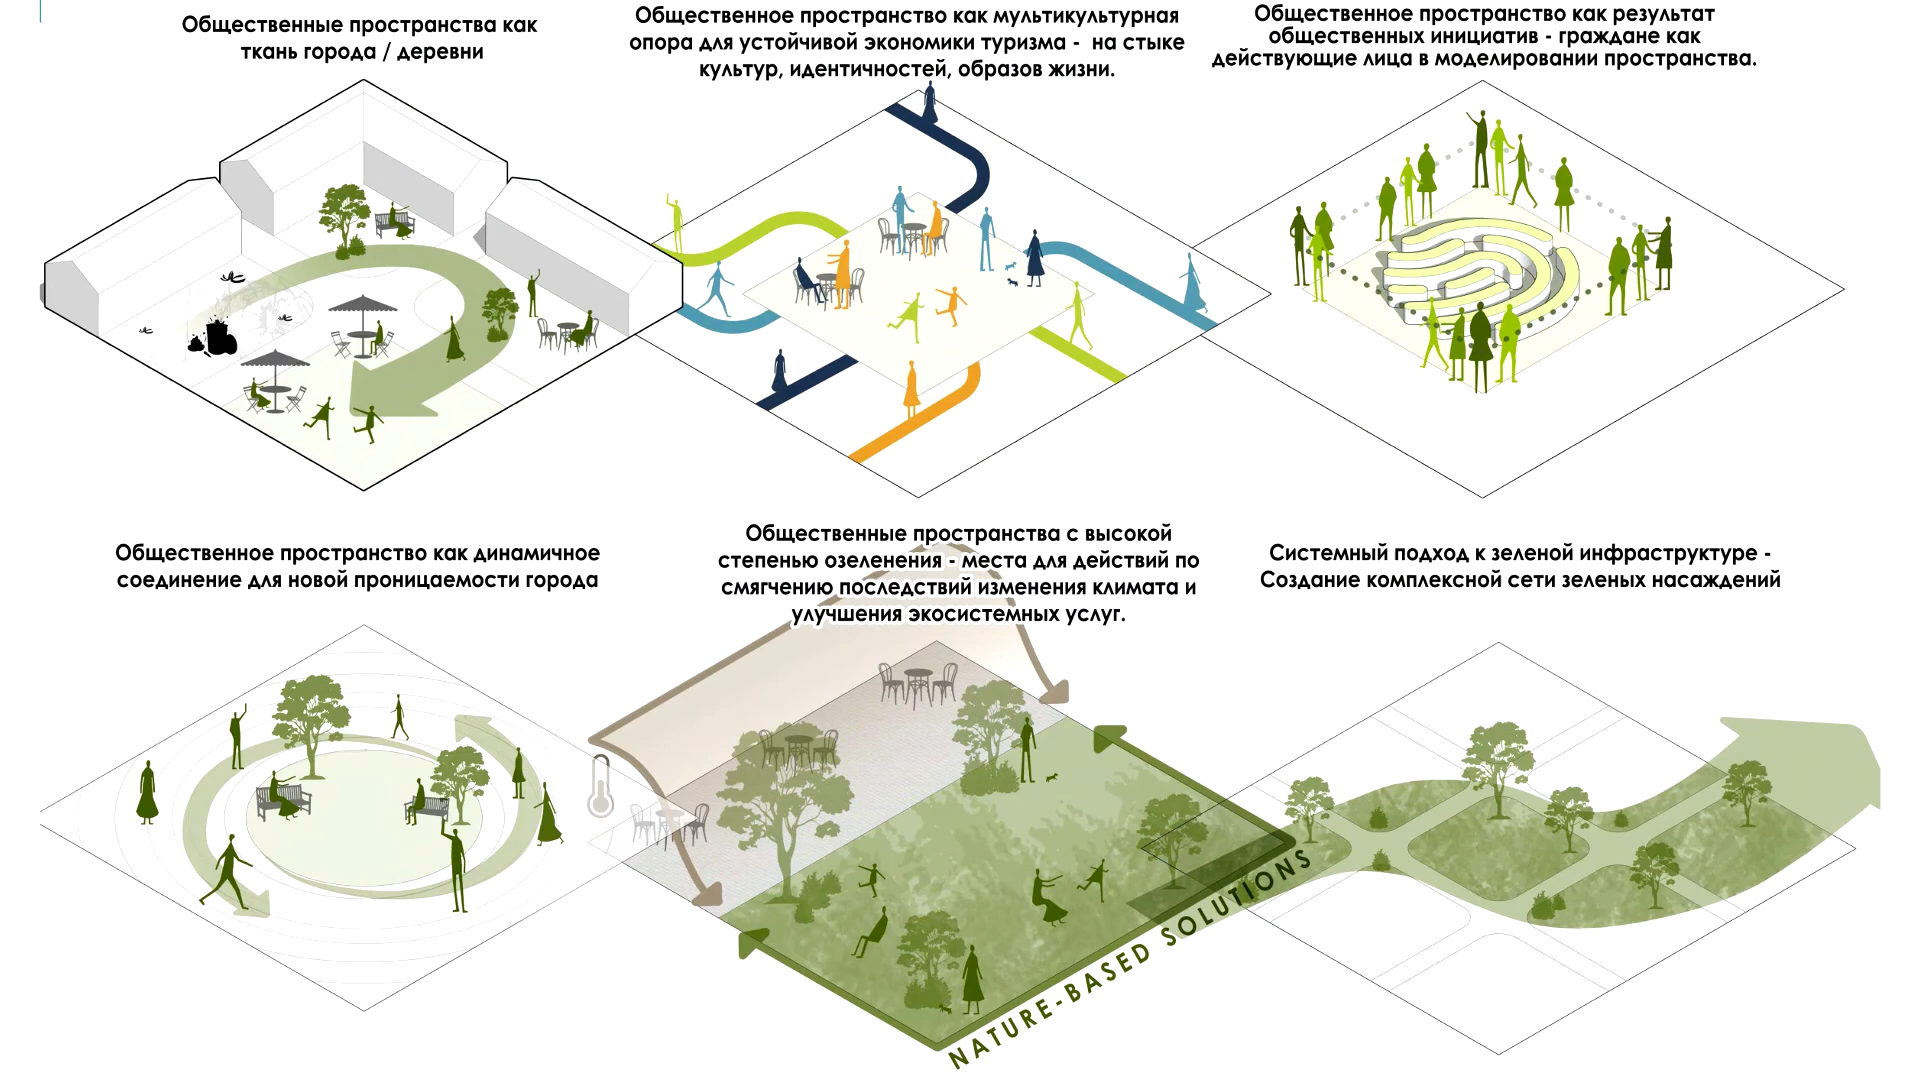 Общественные пространства как
ткань города / деревни
Общественное пространство как мультикультурная
опора для устойчивой экономики туризма - на стыке
культур, идентичностей, образов жизни.
Общественное пространство как результат
общественных инициатив - граждане как
действующие лица в моделировании пространства.
Общественное пространство как динамичное
соединение для новой проницаемости города
Общественные пространства с высокой
степенью озеленения - места для действий по
смягчению последствий изменения климата и
улучшения экосистемных услуг.
Системный подход к зеленой инфраструктуре -
Создание комплексной сети зеленых насаждений
NATURE-BASED SOLUTIONS